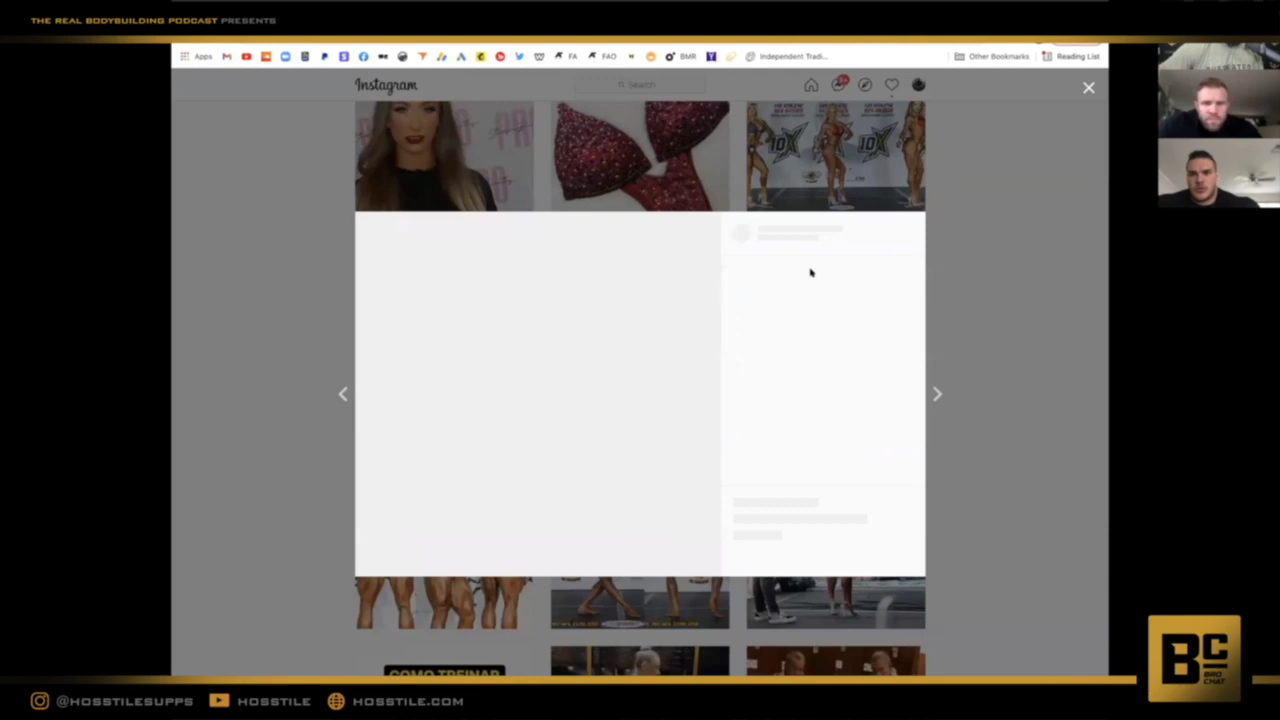 THE REAL BODYBUILDING PODCAST PRESENTS
Apps
FA
FAO
BMR
Independent Tradi...
Other Bookmarks
Reading List
Instagram
Search
10X
10X
COMO TREINAR
BC
BRO
CHAT
@HOSSTILESUPPS
HOSSTILE
HOSSTILE.COM